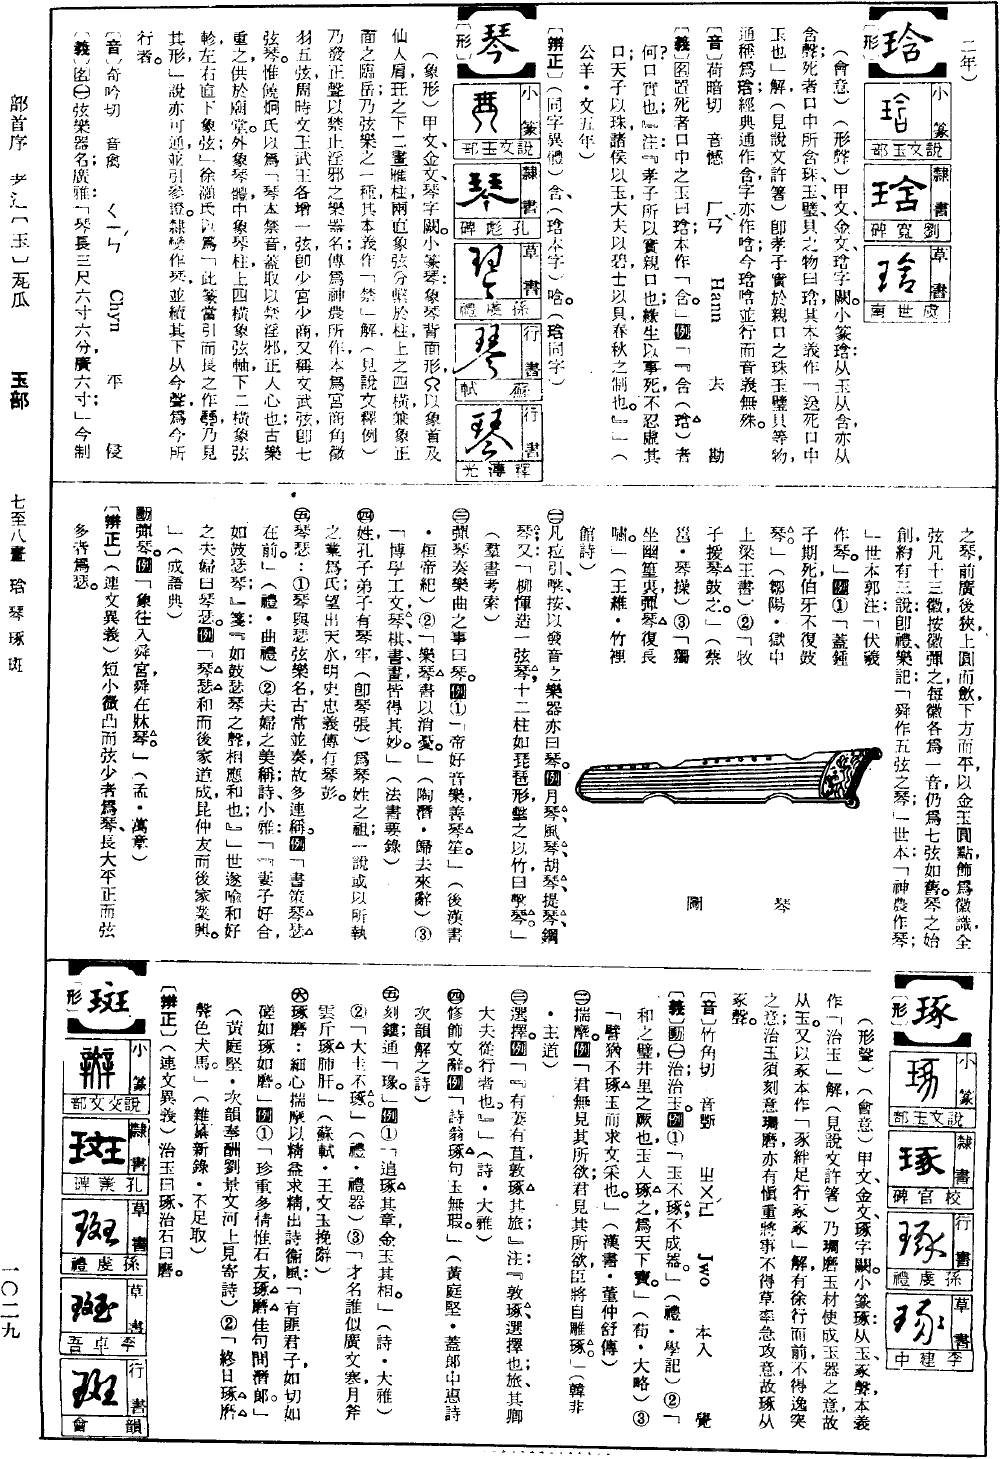 二年）
琀
〔形〕
小篆
說文玉部
隸書
劉寬碑
草書
虞世南
（會意）（形聲）甲文、金文琀字闕。小篆琀：从玉从含，亦从
含聲；死者口中所含珠、玉、璧、貝之物曰琀，其本義作「送死口中
玉也」解（見說文許箸）即孝子實於親口之珠玉璧貝等物，
通稱爲琀；經典通作含字亦作唅，今琀唅並行而音義無殊。
〔音〕荷暗切 音憾 ㄏㄢˋ Hann 去 勘
〔義〕名置死者口中之玉曰琀，本作「含」。例「『含（琀）者
何？口實也』。注『孝子所以實親口也，緣生以事死，不忍虛其
口；天子以珠，諸侯以玉，大夫以碧，士以貝，春秋之制也。』」（
公羊・文五年）
〔辨正〕（同字異體）含、（琀本字）唅。（琀同字）
琴
〔形〕
小篆
說文玉部
隸書
孔彪碑
草書
孫虔禮
行書
蘇軾
行書
釋溥光
（象形）甲文、金文琴字闕。小篆琴：象琴背面形，以象首及
仙人肩，玨之下二畫雁柱，兩直象弦分繫於柱，上之四橫畫象正
面之臨岳；乃弦樂之一種，其本義作「禁」解（見說文釋例）
乃發正聲以禁止淫邪之樂器名；傳爲神農所作，本爲宮商角徵
羽五弦，周時文王武王各增一弦，卽少宮少商，又稱文武弦，卽七
弦琴。惟饒炯氏以爲「琴本禁音，蓋取以禁淫邪，正人心也；古樂
重之，供於廟堂。外象琴體，中象琴柱，上四橫象弦軸，下二橫象弦
軫，左右直下象弦」；徐灝氏以爲「此篆當引而長之作，乃見
其形」說亦可通，並引參證。隸變作琴，並續其下从今聲，爲今所
行者。
〔音〕奇吟切 音禽 ㄑㄧㄣˊ Chyn 平 侵
〔義〕名㊀弦樂器名；廣雅「琴長三尺六寸六分，廣六寸」；今制
之琴，前廣後狹，上圓而斂，下方而平，以金玉圓點飾爲徽識，全
弦凡十三徽，按徽彈之，每徽各爲一音，仍爲七弦如舊。琴之始
創，約有三說，卽禮樂記「舜作五弦之琴」世本「神農作琴」；
世本郭注「伏羲
作琴。」例①「蓋鍾
子期死，伯牙不復鼓
琴。」（鄒陽・獄中
上梁王書）②「牧
子援琴鼓之。」（蔡
邕・琴操）③「獨
坐幽篁裏，彈琴復長
嘯。」（王維・竹裡
館詩）
琴圖
㊁凡拉引擊按以發音之樂器亦曰琴。例月琴、風琴、胡琴、提琴、鋼
琴；又「柳惲造一弦琴，十二柱，如琵琶形，擊之以竹，曰擊琴。」
（羣書考索）
㊂彈琴奏樂曲之事曰琴。例①「帝好音樂，善琴笙。」（後漢書
・桓帝紀）②「樂琴書以消憂。」（陶潛・歸去來辭）③
「博學工文，琴棋書畫皆得其妙。」（法書要錄）
㊃姓，孔子弟子有琴牢（卽琴張）爲琴姓之祖；一說或以所執
之業爲氏；望出天水；明史忠義傳有琴彭。
㊄琴瑟：①琴與瑟，弦樂名，古常並奏，故多連稱。例「書策琴瑟
在前。」（禮・曲禮）②夫婦之美稱；詩・小雅「『妻子好合，
如鼓瑟琴。』箋『如鼓瑟琴之聲相應和也』」世遂喻和好
之夫婦曰琴瑟。例「琴瑟和而後家道成，昆仲友而後家業興。
」（成語典）
動彈琴。例「象往入舜宮，舜在牀琴。」（孟・萬章）
〔辨正〕（連文異義）短小微凸而弦少者爲琴，長大平正而弦
多者爲瑟。
琢
〔形〕
小篆
說文玉部
隸書
校官碑
行書
孫虔禮
草書
李建中
（形聲）（會意）甲文、金文琢字闕。小篆琢：从玉，豖聲，本義
作「治玉」解（見說文許箸）乃琱磨玉材使成玉器之意，故
从玉。又以豖本作「豕絆足行豖豖」解，有徐行而前，不得逸突
之意，治玉須刻意琱磨，亦有愼重將事，不得草率急攻意，故琢从
豖聲。
〔音〕竹角切 音斲 ㄓㄨㄛˊ Jwo 本入 覺
〔義〕動㊀治玉。例①「玉不琢，不成器。」（禮・學記）②「
和之璧，井里之厥也，玉人琢之，爲天下寶。」（荀・大略）③
「譬猶不琢玉而求文采也。」（漢書・董仲舒傳）
㊁揣摩。例「君無見其所欲，君見其所欲，臣將自雕琢。」（韓非
・主道）
㊂選擇。例「『有萋有苴，敦琢其旅』注：『敦琢，選擇也；旅，其卿
大夫從行者也。』」（詩・大雅）
㊃修飾文辭。例「詩翁琢句玉無瑕。」（黃庭堅・蓋郎中惠詩
次韻解之詩）
㊄刻鏤，通「瑑」。例①「追琢其章，金玉其相。」（詩・大雅）
②「大圭不琢。」（禮・禮器）③「才名誰似廣文寒，月斧
雲斤琢肺肝。」（蘇軾・王文玉挽辭）
㊅琢磨：細心揣摩以精益求精；出詩衞風：「有匪君子，如切如
磋，如琢如磨。」例①「珍重多情惟石友，琢磨佳句問潛郎。」
（黃庭堅・次韻奉酬劉景文河上見寄詩）②「終日琢磨
聲色犬馬。」（雜纂新錄・不足取）
〔辨正〕（連文異義）治玉曰琢，治石曰磨。
斑
〔形〕
小篆
說文文部
隸書
孔龢碑
草書
孫虔禮
草書
李卓吾
行書
韻會
部首序
〔玉〕瓜
玉部
七至八畫 琀琴琢斑
一〇二九